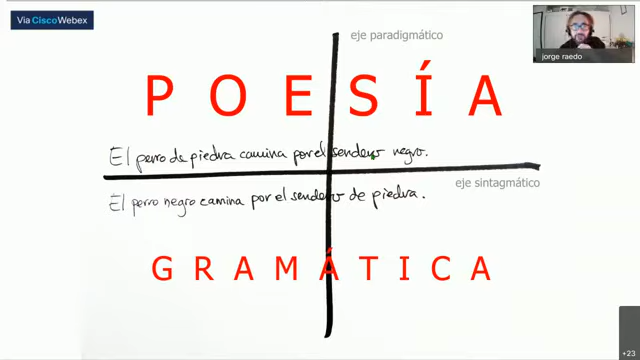 Via CiscoWebex
eje paradigmático
jorge raedo
POESÍA
El perro de piedra camina por el sendero negro.
eje sintagmático
El perro negro camina por el sendero de piedra.
GRAMÁTICA
+23